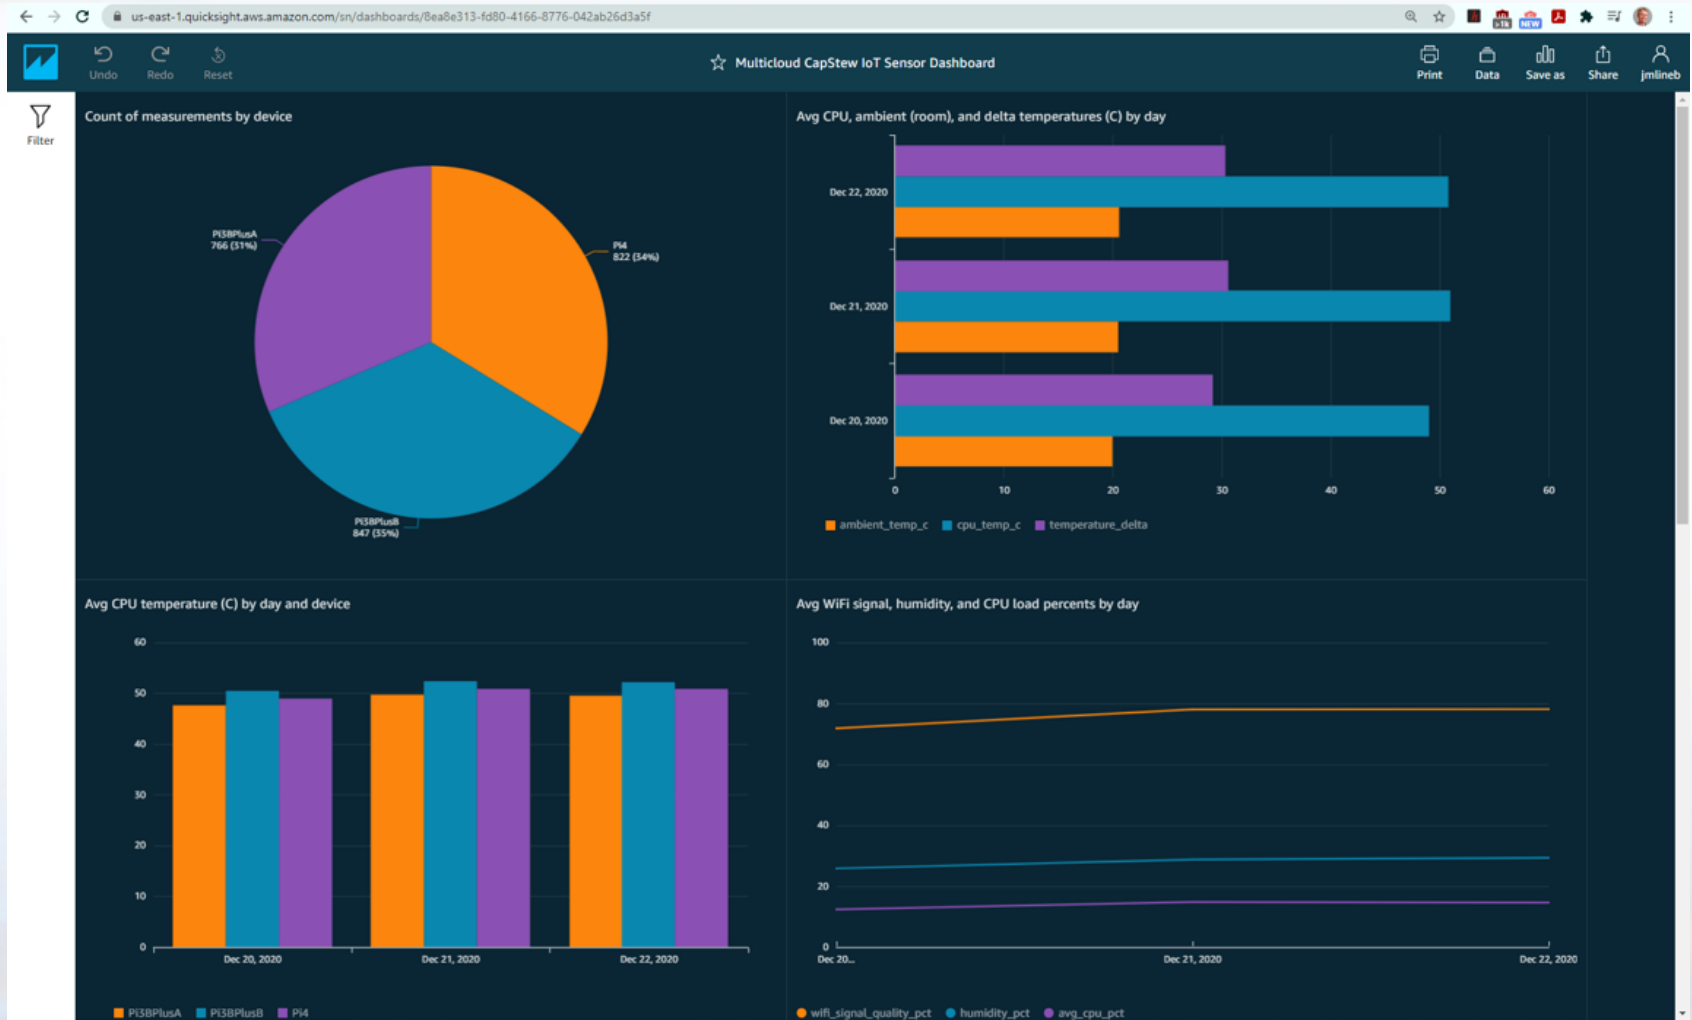 us-east-1.quicksight.aws.amazon.com/sn/dashboards/8ea8e313-fd80-4166-8776-042ab26d3a5f
>1k
NEW
Undo
Redo
Reset
Multicloud CapStew IoT Sensor Dashboard
Print
Data
Save as
Share
jmlineb
Filter
Count of measurements by device
Pi3BPlusA
766 (31%)
Pi4
822 (34%)
Pi3BPlusB
847 (35%)
Avg CPU, ambient (room), and delta temperatures (C) by day
Dec 22, 2020
Dec 21, 2020
Dec 20, 2020
0 10 20 30 40 50 60
ambient_temp_c cpu_temp_c temperature_delta
Avg CPU temperature (C) by day and device
60
50
40
30
20
10
0
Dec 20, 2020 Dec 21, 2020 Dec 22, 2020
Pi3BPlusA Pi3BPlusB Pi4
Avg WiFi signal, humidity, and CPU load percents by day
100
80
60
40
20
0
Dec 20... Dec 21, 2020 Dec 22, 2020
wifi_signal_quality_pct humidity_pct avg_cpu_pct